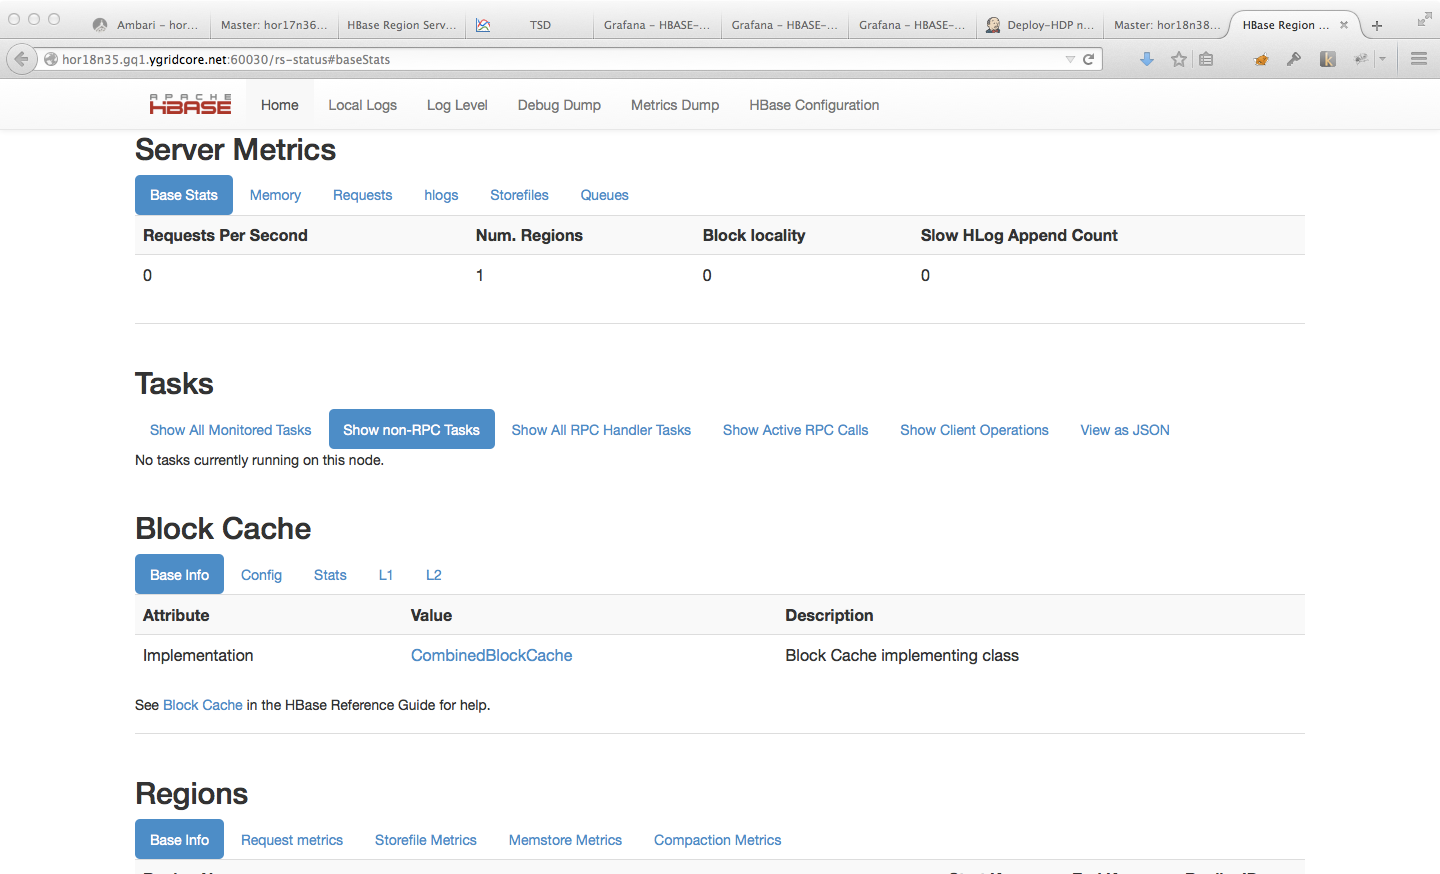 Ambari – hor...
Master: hor17n36...
HBase Region Serv...
TSD
Grafana – HBASE–...
Grafana – HBASE–...
Grafana – HBASE–...
Deploy-HDP n...
Master: hor18n38...
HBase Region ...
hor18n35.gq1.ygridcore.net:60030/rs-status#baseStats
APACHE
HBASE
Home Local Logs Log Level Debug Dump Metrics Dump HBase Configuration
Server Metrics
Base Stats Memory Requests hlogs Storefiles Queues
Requests Per Second Num. Regions Block locality Slow HLog Append Count
0 1 0 0
Tasks
Show All Monitored Tasks Show non-RPC Tasks Show All RPC Handler Tasks Show Active RPC Calls Show Client Operations View as JSON
No tasks currently running on this node.
Block Cache
Base Info Config Stats L1 L2
Attribute Value Description
Implementation CombinedBlockCache Block Cache implementing class
See Block Cache in the HBase Reference Guide for help.
Regions
Base Info Request metrics Storefile Metrics Memstore Metrics Compaction Metrics